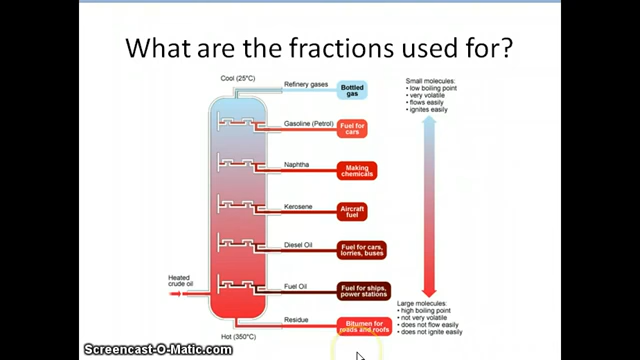 What are the fractions used for?
Cool (25°C)
Refinery gases
Bottled
gas
Small molecules:
• low boiling point
• very volatile
• flows easily
• ignites easily
Gasoline (Petrol)
Fuel for
cars
Naphtha
Making
chemicals
Kerosene
Aircraft
fuel
Diesel Oil
Fuel for cars,
lorries, buses
Heated
crude oil
Fuel Oil
Fuel for ships,
power stations
Residue
Bitumen for
roads and roofs
Large molecules:
• high boiling point
• not very volatile
• does not flow easily
• does not ignite easily
Hot (350°C)
Screencast-O-Matic.com